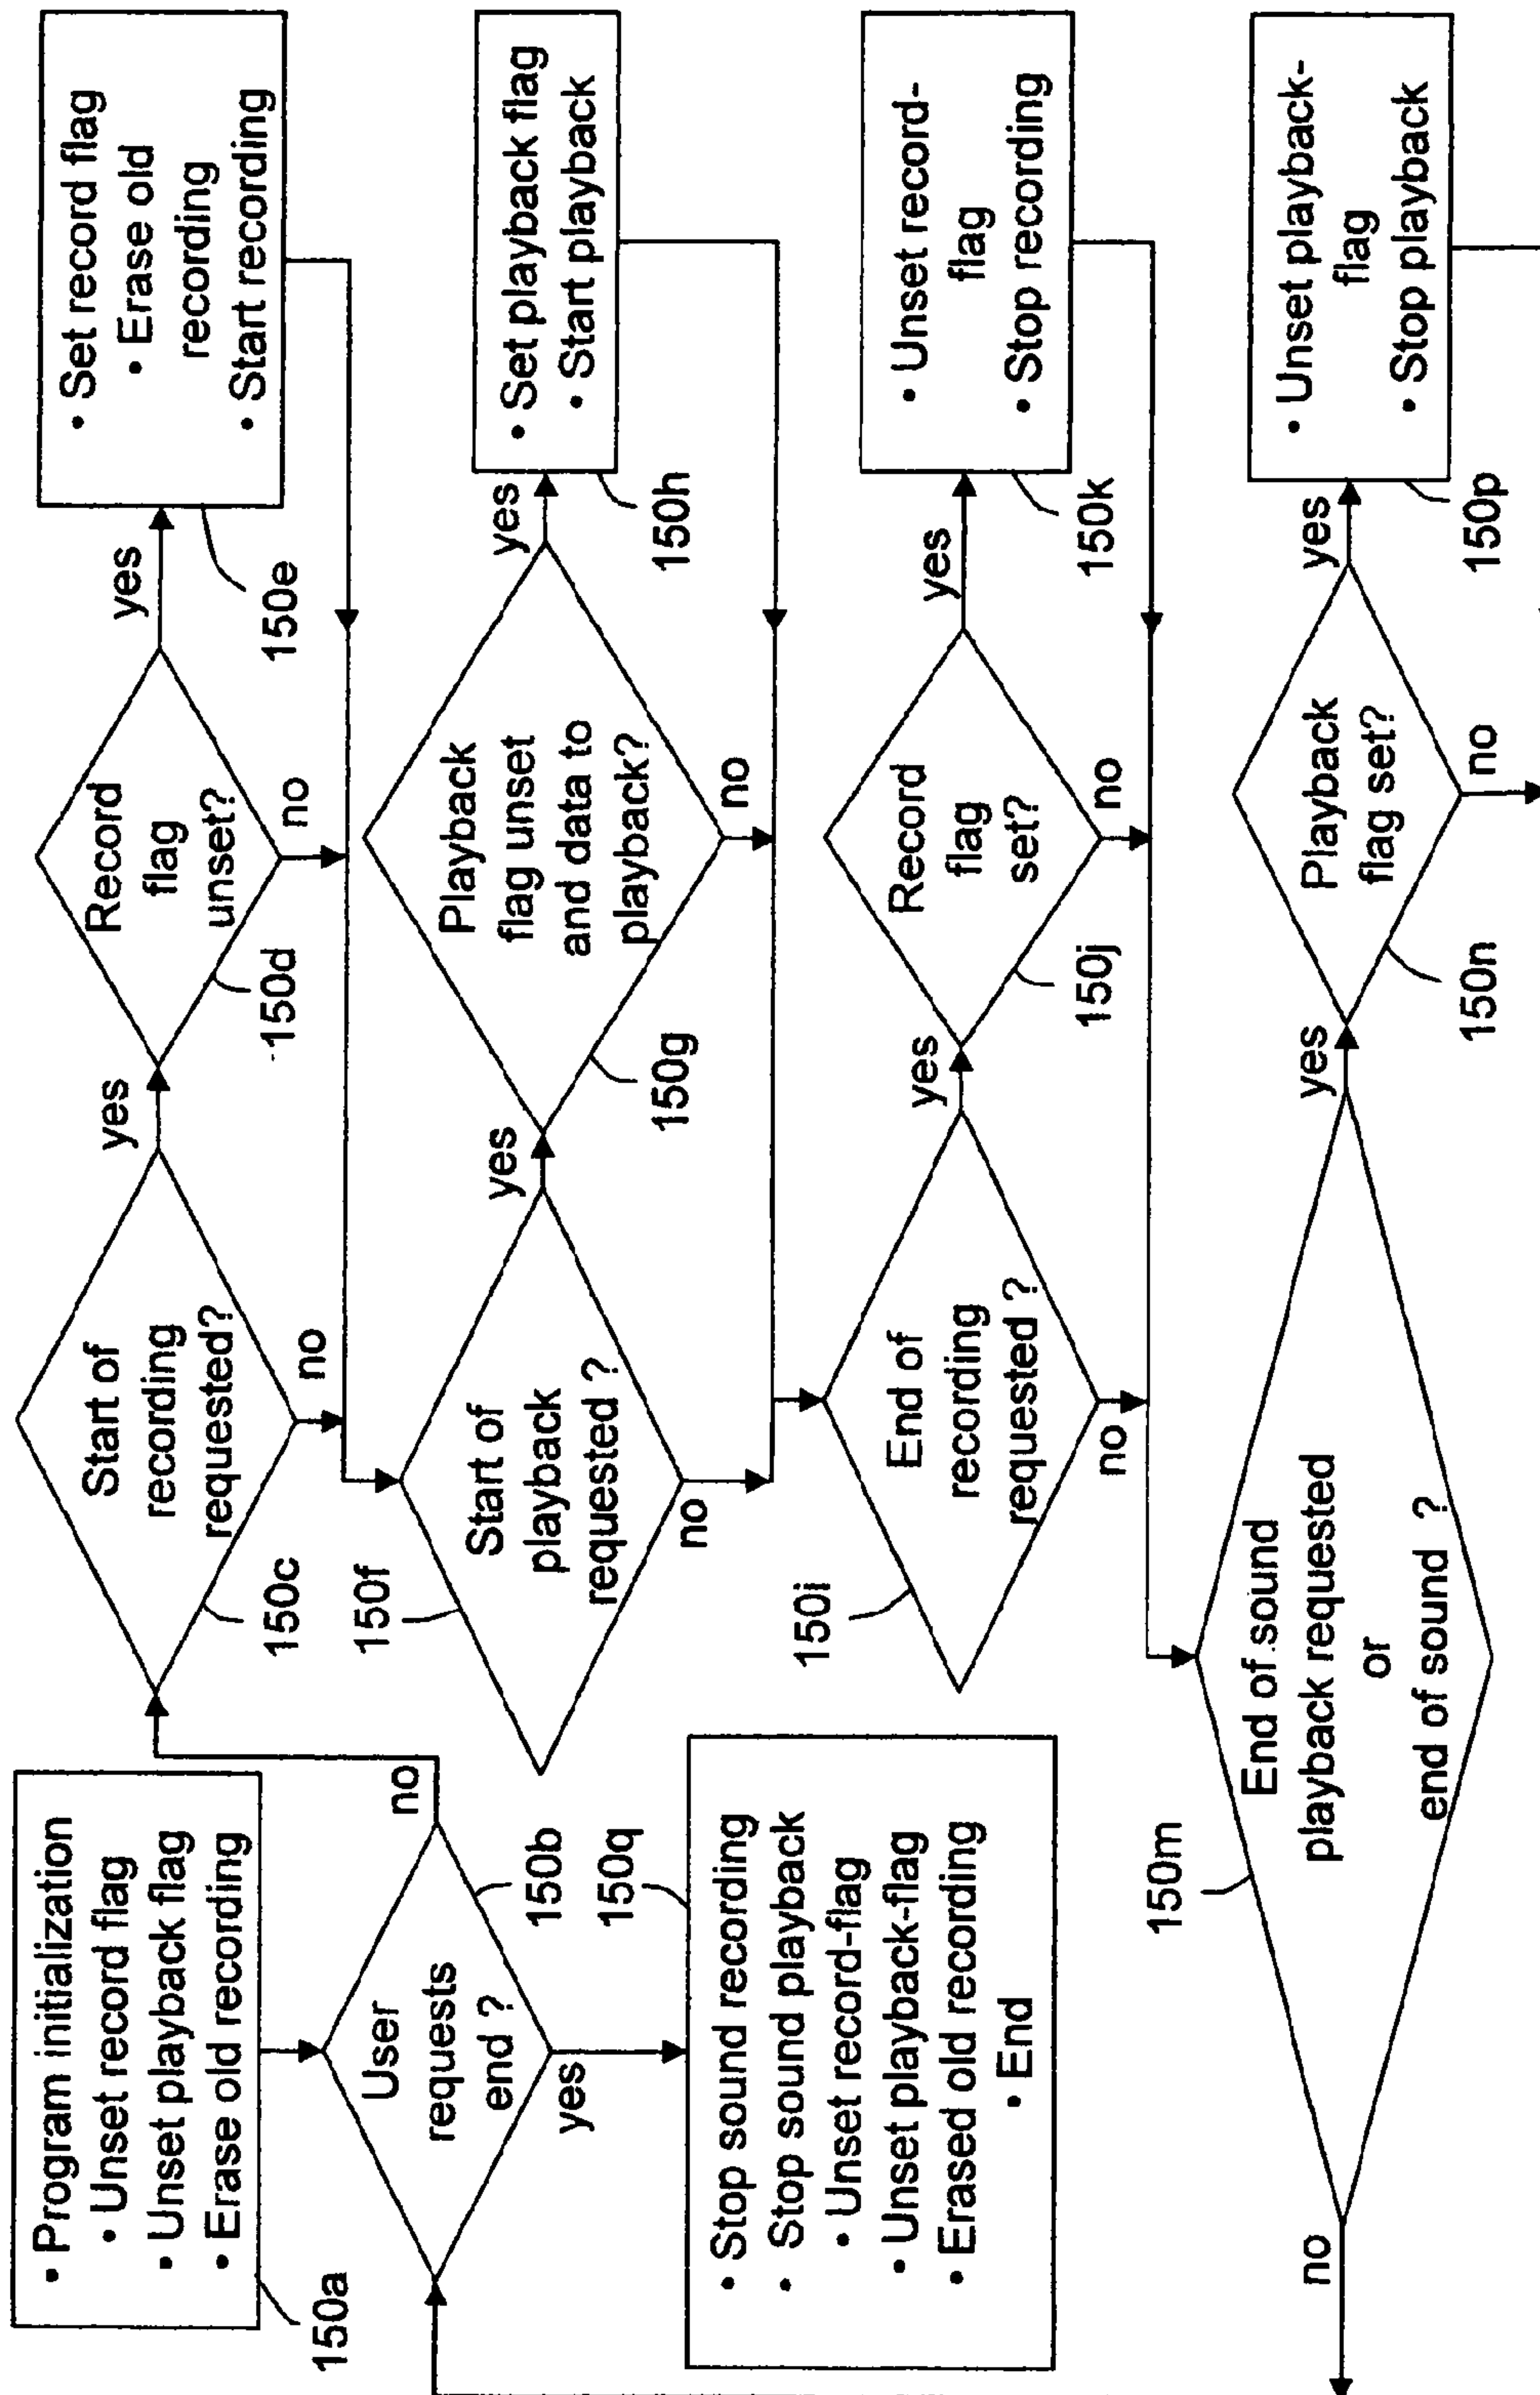 • Program initialization
• Unset record flag
• Unset playback flag
• Erase old recording
150a
User
requests
end ?
150b
no
yes
• Stop sound recording
• Stop sound playback
• Unset record-flag
• Unset playback-flag
• Erased old recording
• End
150q
Start of
recording
requested?
150c
yes
no
Record
flag
unset?
150d
yes
no
• Set record flag
• Erase old
recording
• Start recording
150e
Start of
playback
requested ?
150f
yes
no
Playback
flag unset
and data to
playback?
150g
yes
no
• Set playback flag
• Start playback
150h
End of
recording
requested ?
150i
yes
no
Record
flag
set?
150j
yes
no
• Unset record-
flag
• Stop recording
150k
End of sound
playback requested
or
end of sound ?
150m
no
yes
Playback
flag set?
150n
yes
no
• Unset playback-
flag
• Stop playback
150p